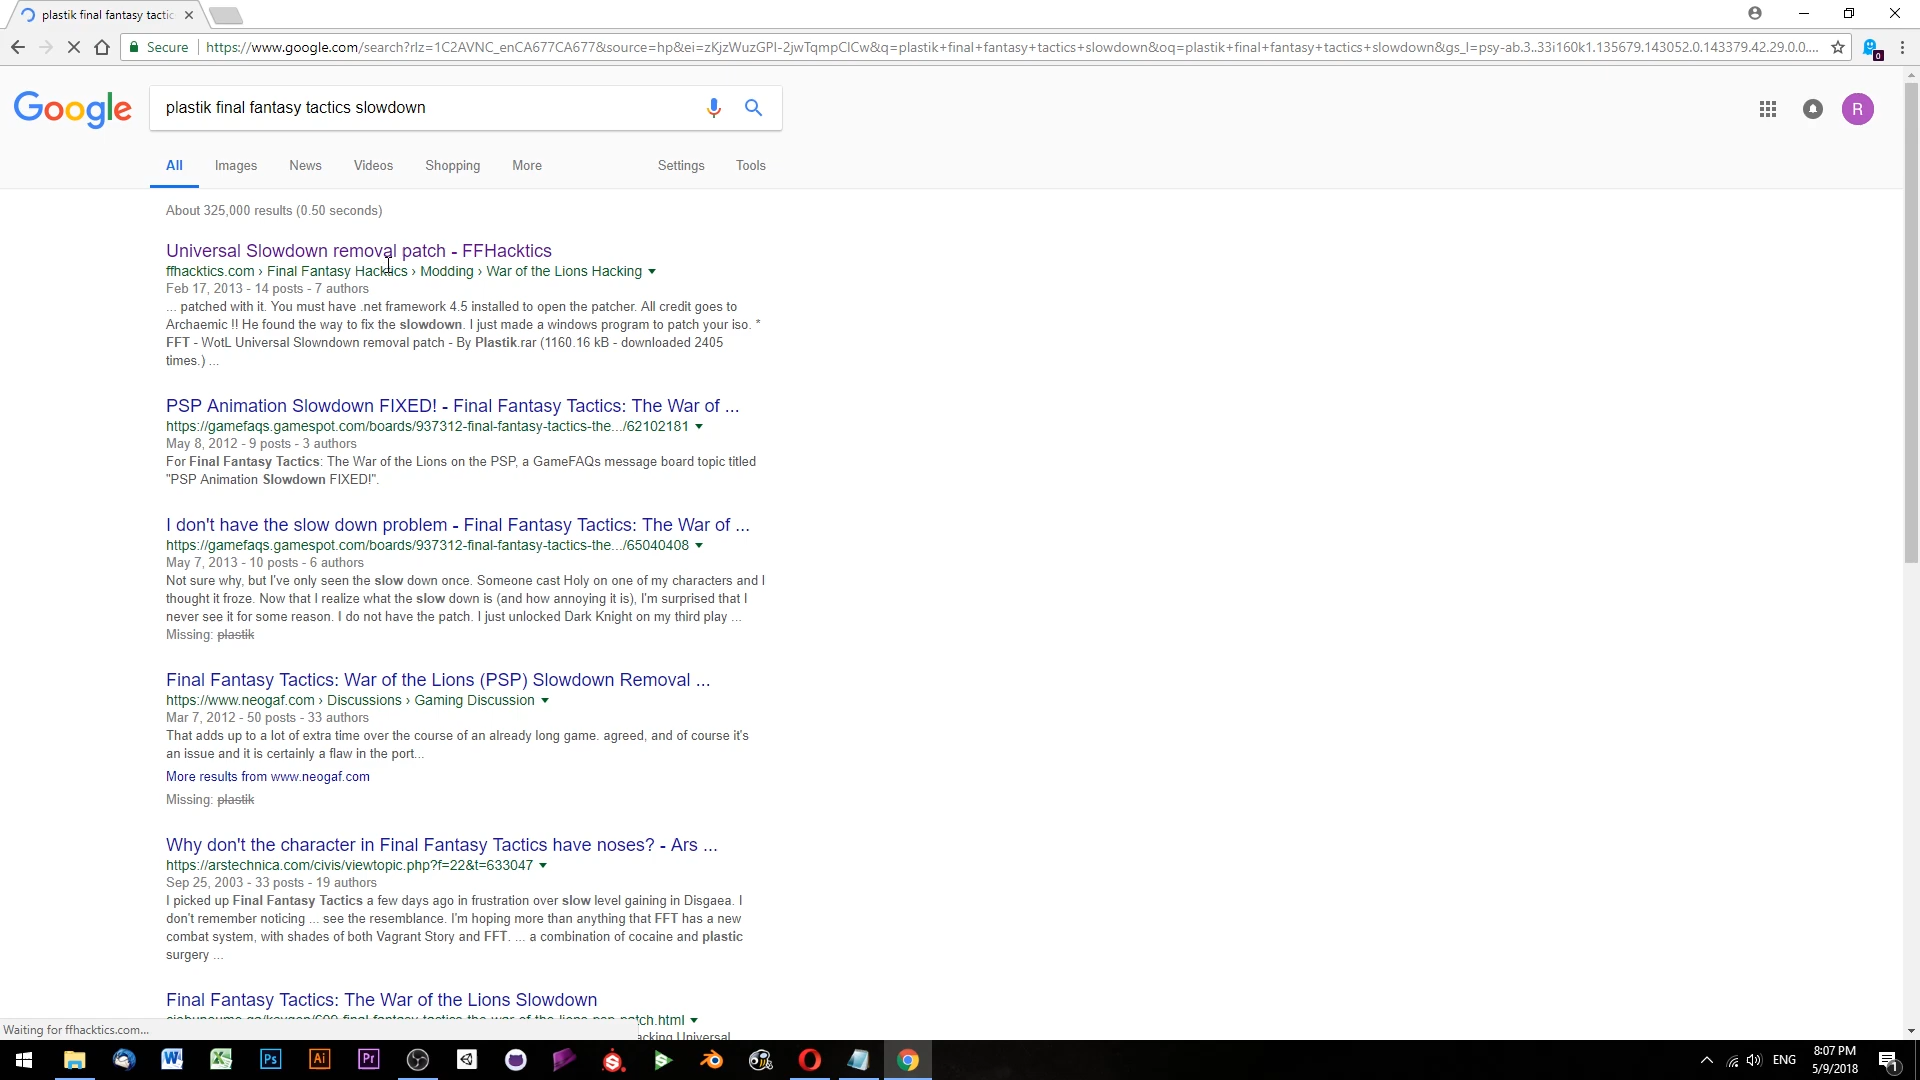 plastik final fantasy tactic
Secure
https://www.google.com/search?rlz=1C2AVNC_enCA677CA677&source=hp&ei=zKjzWuzGPI-2jwTqmpCICw&q=plastik+final+fantasy+tactics+slowdown&oq=plastik+final+fantasy+tactics+slowdown&gs_l=psy-ab.3..33i160k1.135679.143052.0.143379.42.29.0.0....
0
Google
plastik final fantasy tactics slowdown
R
All Images News Videos Shopping More Settings Tools
About 325,000 results (0.50 seconds)
Universal Slowdown removal patch - FFHacktics
ffhacktics.com › Final Fantasy Hacktics › Modding › War of the Lions Hacking
Feb 17, 2013 - 14 posts - 7 authors
... patched with it. You must have .net framework 4.5 installed to open the patcher. All credit goes to
Archaemic !! He found the way to fix the slowdown. I just made a windows program to patch your iso. *
FFT - WotL Universal Slowndown removal patch - By Plastik.rar (1160.16 kB - downloaded 2405
times.) ...
PSP Animation Slowdown FIXED! - Final Fantasy Tactics: The War of ...
https://gamefaqs.gamespot.com/boards/937312-final-fantasy-tactics-the.../62102181
May 8, 2012 - 9 posts - 3 authors
For Final Fantasy Tactics: The War of the Lions on the PSP, a GameFAQs message board topic titled
"PSP Animation Slowdown FIXED!".
I don't have the slow down problem - Final Fantasy Tactics: The War of ...
https://gamefaqs.gamespot.com/boards/937312-final-fantasy-tactics-the.../65040408
May 7, 2013 - 10 posts - 6 authors
Not sure why, but I've only seen the slow down once. Someone cast Holy on one of my characters and I
thought it froze. Now that I realize what the slow down is (and how annoying it is), I'm surprised that I
never see it for some reason. I do not have the patch. I just unlocked Dark Knight on my third play ...
Missing: plastik
Final Fantasy Tactics: War of the Lions (PSP) Slowdown Removal ...
https://www.neogaf.com › Discussions › Gaming Discussion
Mar 7, 2012 - 50 posts - 33 authors
That adds up to a lot of extra time over the course of an already long game. agreed, and of course it's
an issue and it is certainly a flaw in the port...
More results from www.neogaf.com
Missing: plastik
Why don't the character in Final Fantasy Tactics have noses? - Ars ...
https://arstechnica.com/civis/viewtopic.php?f=22&t=633047
Sep 25, 2003 - 33 posts - 19 authors
I picked up Final Fantasy Tactics a few days ago in frustration over slow level gaining in Disgaea. I
don't remember noticing ... see the resemblance. I'm hoping more than anything that FFT has a new
combat system, with shades of both Vagrant Story and FFT. ... a combination of cocaine and plastic
surgery ...
Final Fantasy Tactics: The War of the Lions Slowdown
patch.html
Waiting for ffhacktics.com...
acking Universal
Ps Ai Pr
ENG
8:07 PM
5/9/2018
1